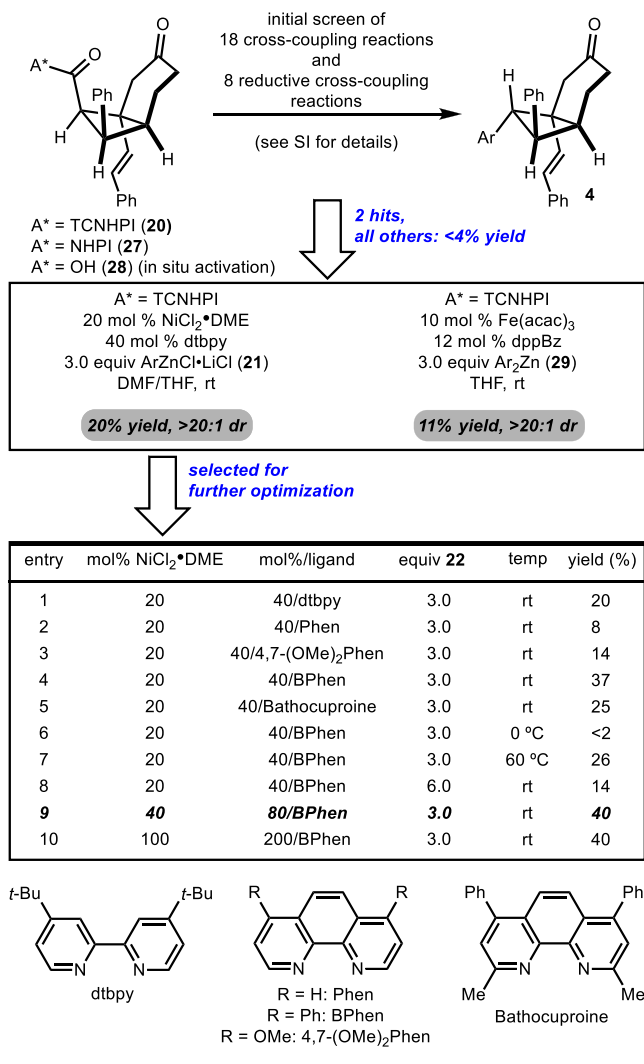 initial screen of
18 cross-coupling reactions
and
8 reductive cross-coupling
reactions
(see SI for details)
O
A*
Ph
H
H
H
Ph
O
O
H
Ph
Ar
H
H
Ph
4
A* = TCNHPI (20)
A* = NHPI (27)
A* = OH (28) (in situ activation)
2 hits,
all others: <4% yield
A* = TCNHPI
20 mol % NiCl₂•DME
40 mol % dtbpy
3.0 equiv ArZnCl•LiCl (21)
DMF/THF, rt
20% yield, >20:1 dr
A* = TCNHPI
10 mol % Fe(acac)₃
12 mol % dppBz
3.0 equiv Ar₂Zn (29)
THF, rt
11% yield, >20:1 dr
selected for
further optimization
entry mol% NiCl₂•DME mol%/ligand equiv 22 temp yield (%)
1 20 40/dtbpy 3.0 rt 20
2 20 40/Phen 3.0 rt 8
3 20 40/4,7-(OMe)₂Phen 3.0 rt 14
4 20 40/BPhen 3.0 rt 37
5 20 40/Bathocuproine 3.0 rt 25
6 20 40/BPhen 3.0 0 ºC <2
7 20 40/BPhen 3.0 60 ºC 26
8 20 40/BPhen 6.0 rt 14
9 40 80/BPhen 3.0 rt 40
10 100 200/BPhen 3.0 rt 40
t-Bu
t-Bu
N
N
dtbpy
R
R
N
N
R = H: Phen
R = Ph: BPhen
R = OMe: 4,7-(OMe)₂Phen
Ph
Ph
N
N
Me
Me
Bathocuproine